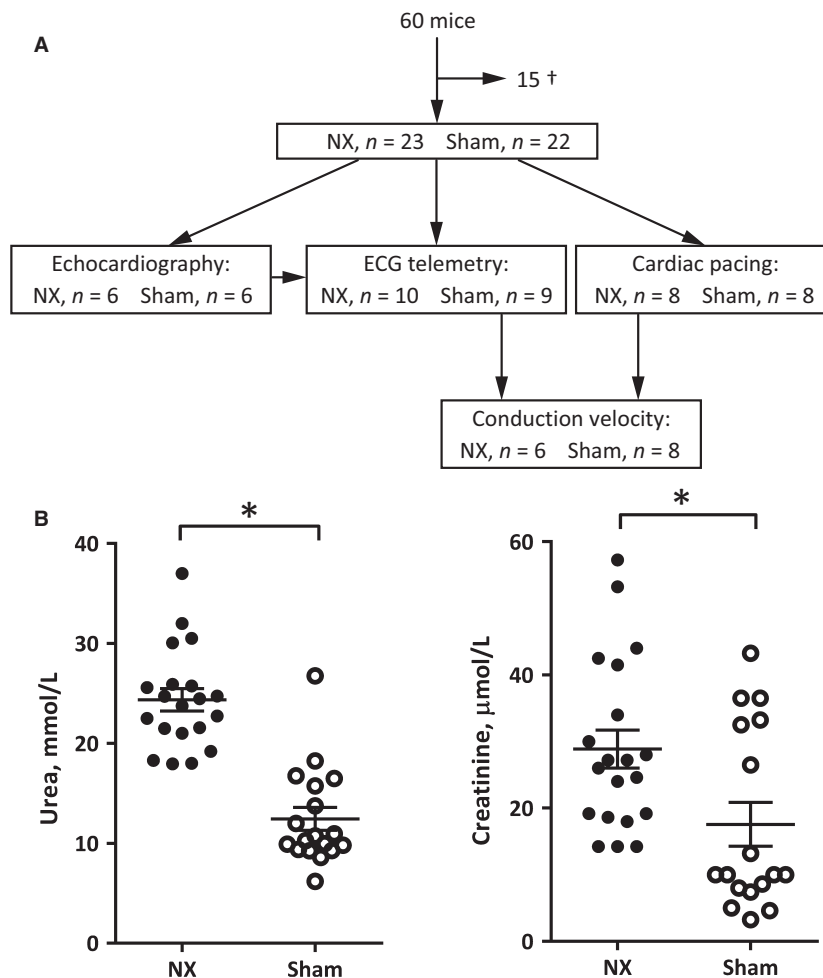 A
60 mice
15 †
NX, n = 23 Sham, n = 22
Echocardiography:
NX, n = 6 Sham, n = 6
ECG telemetry:
NX, n = 10 Sham, n = 9
Cardiac pacing:
NX, n = 8 Sham, n = 8
Conduction velocity:
NX, n = 6 Sham, n = 8
B
Urea, mmol/L
40
30
20
10
0
*
NX Sham
Creatinine, µmol/L
60
40
20
0
*
NX Sham